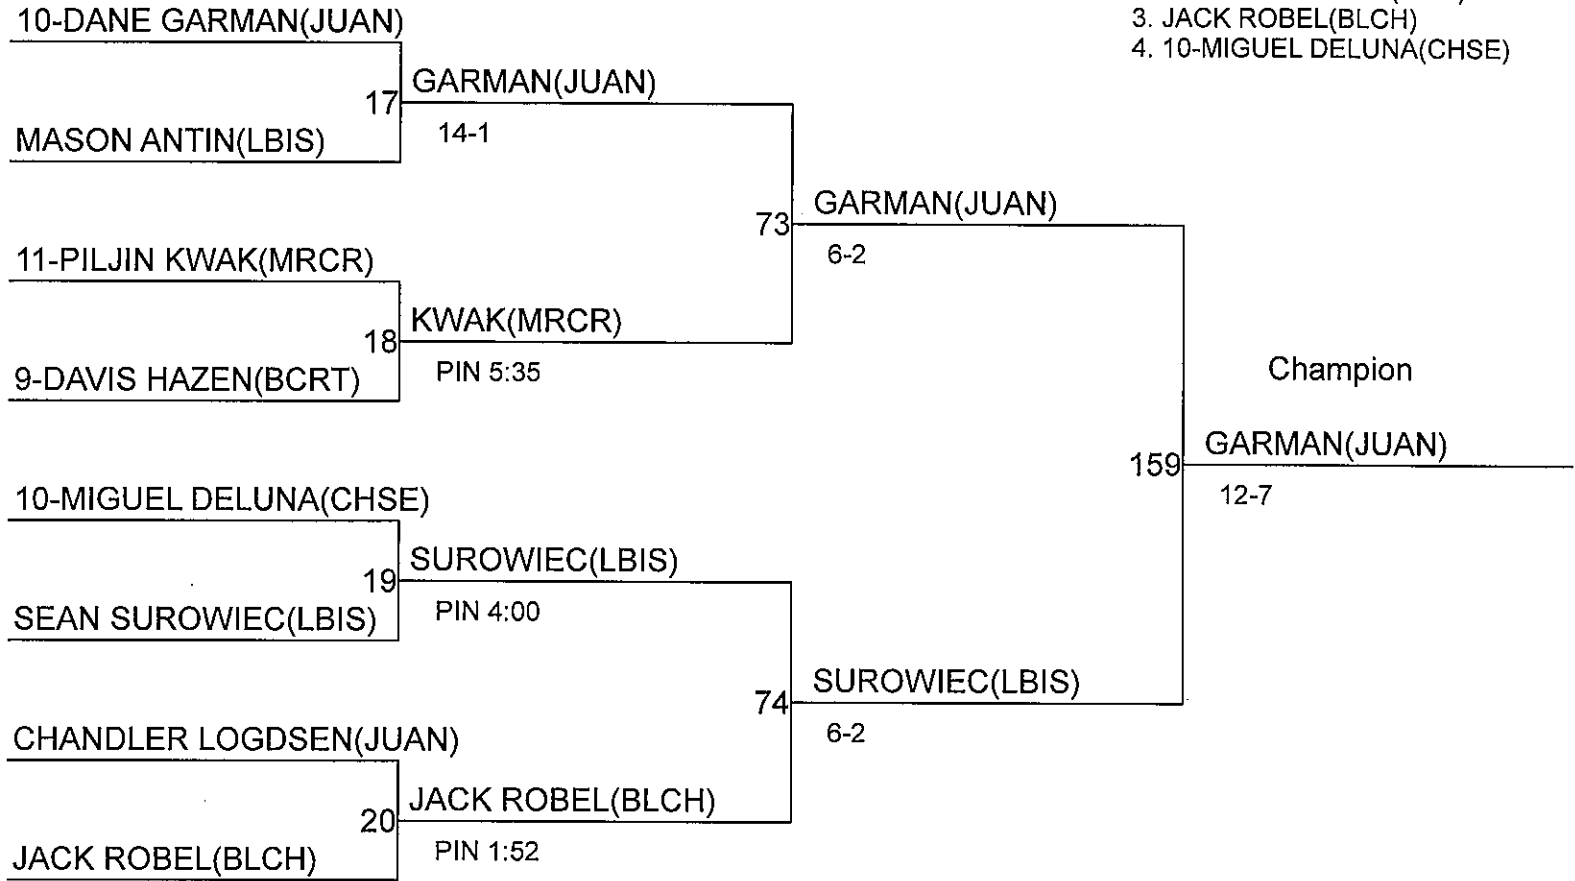 10-DANE GARMAN(JUAN)
3. JACK ROBEL(BLCH)
4. 10-MIGUEL DELUNA(CHSE)
GARMAN(JUAN)
17
14-1
MASON ANTIN(LBIS)
GARMAN(JUAN)
73
6-2
11-PILJIN KWAK(MRCR)
KWAK(MRCR)
18
PIN 5:35
9-DAVIS HAZEN(BCRT)
Champion
GARMAN(JUAN)
159
12-7
10-MIGUEL DELUNA(CHSE)
SUROWIEC(LBIS)
19
PIN 4:00
SEAN SUROWIEC(LBIS)
SUROWIEC(LBIS)
74
6-2
CHANDLER LOGDSEN(JUAN)
JACK ROBEL(BLCH)
20
PIN 1:52
JACK ROBEL(BLCH)